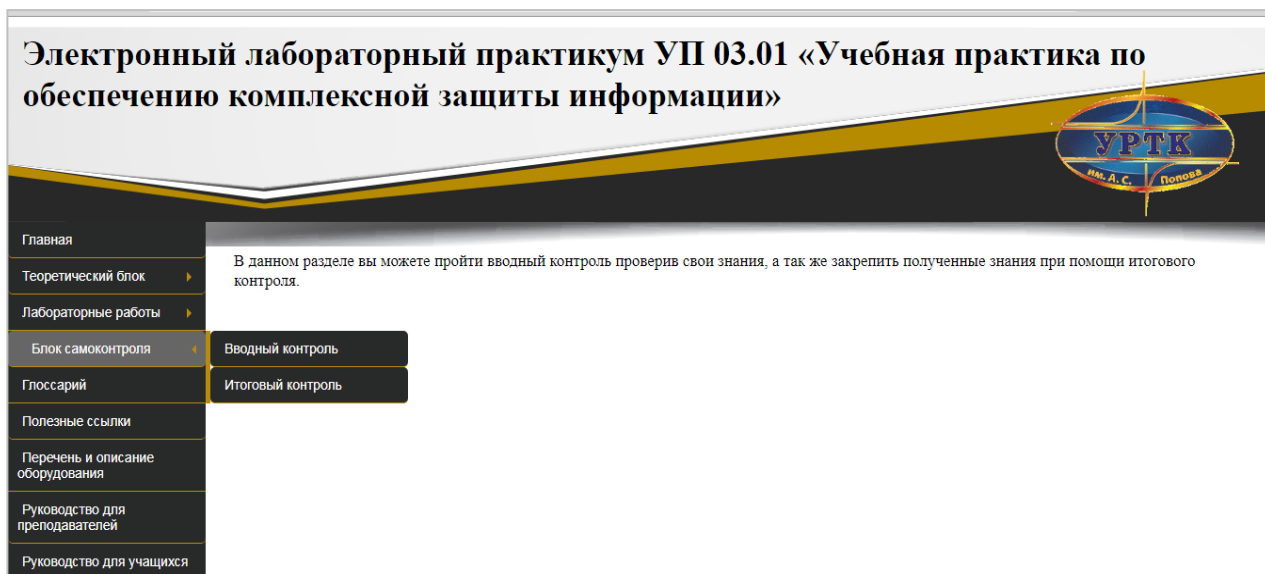 Электронный лабораторный практикум УП 03.01 «Учебная практика по
обеспечению комплексной защиты информации»
УРТК
им. А. С. Попова
Главная
В данном разделе вы можете пройти вводный контроль проверив свои знания, а так же закрепить полученные знания при помощи итогового
контроля.
Теоретический блок
Лабораторные работы
Блок самоконтроля
Вводный контроль
Глоссарий
Итоговый контроль
Полезные ссылки
Перечень и описание
оборудования
Руководство для
преподавателей
Руководство для учащихся